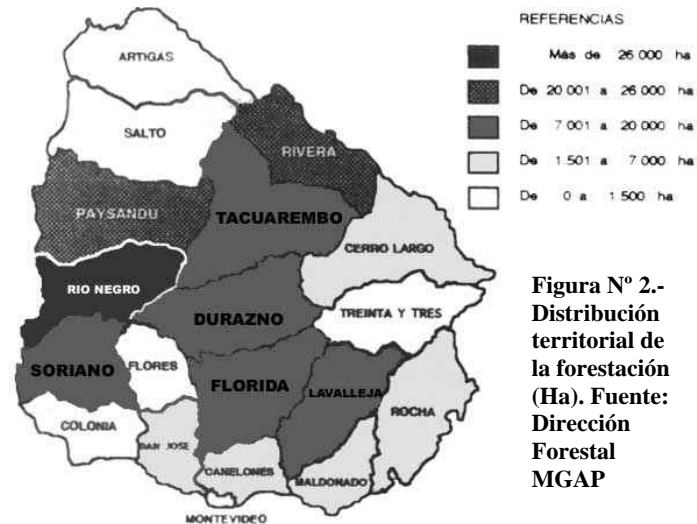 REFERENCIAS
Más de 26 000 ha
De 20 001 a 26 000 ha
De 7 001 a 20 000 ha
De 1.501 a 7 000 ha
De 0 a 1 500 ha
ARTIGAS
SALTO
RIVERA
PAYSANDU
TACUAREMBO
CERRO LARGO
RIO NEGRO
DURAZNO
TREINTA Y TRES
SORIANO
FLORES
FLORIDA
LAVALLEJA
ROCHA
COLONIA
SAN JOSE
CANELONES
MALDONADO
MONTEVIDEO
Figura Nº 2.-
Distribución
territorial de
la forestación
(Ha). Fuente:
Dirección
Forestal
MGAP